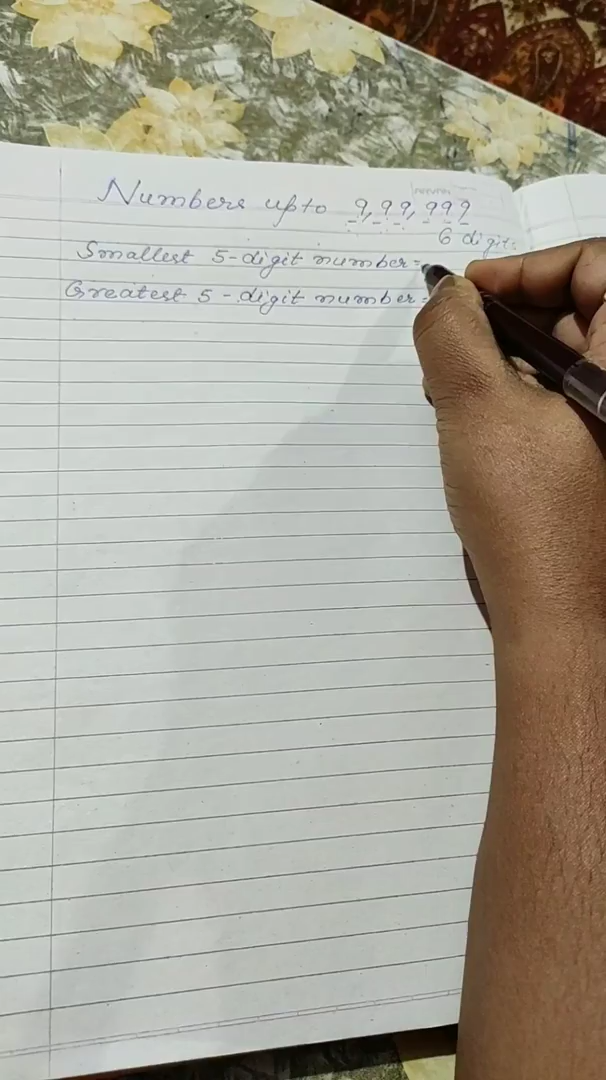 Numbers upto 9,99,999
6 digits
Smallest 5-digit number =
Greatest 5-digit number =